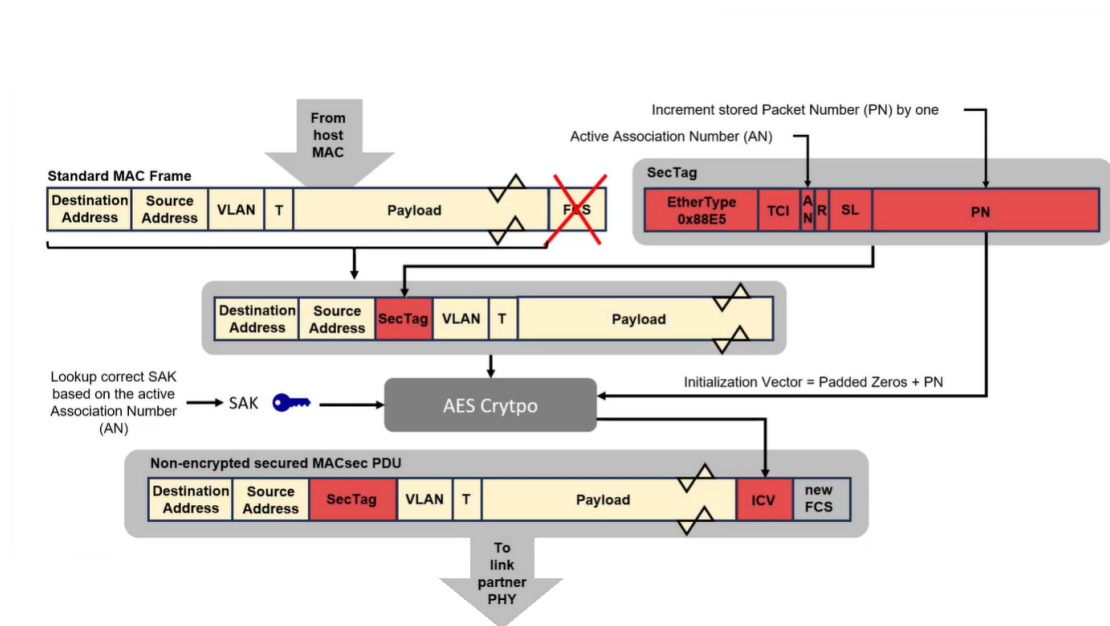 From
host
MAC
Increment stored Packet Number (PN) by one
Active Association Number (AN)
Standard MAC Frame
Destination
Address
Source
Address
VLAN
T
Payload
FCS
SecTag
EtherType
0x88E5
TCI
A
N
R
SL
PN
Destination
Address
Source
Address
SecTag
VLAN
T
Payload
Lookup correct SAK
based on the active
Association Number
(AN)
SAK
AES Crytpo
Initialization Vector = Padded Zeros + PN
Non-encrypted secured MACsec PDU
Destination
Address
Source
Address
SecTag
VLAN
T
Payload
ICV
new
FCS
To
link
partner
PHY